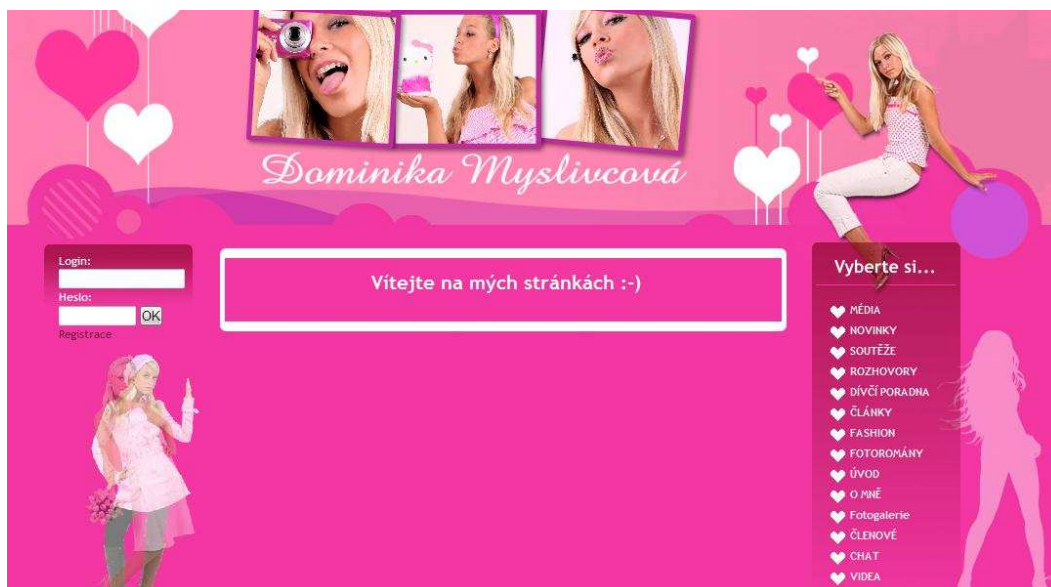 Dominika Myslivcová
Login:
Heslo:
OK
Registrace
Vítejte na mých stránkách :-)
Vyberte si...
MÉDIA
NOVINKY
SOUTĚŽE
ROZHOVORY
DÍVČÍ PORADNA
ČLÁNKY
FASHION
FOTOROMÁNY
ÚVOD
O MNĚ
Fotogalerie
ČLENOVÉ
CHAT
VIDEA